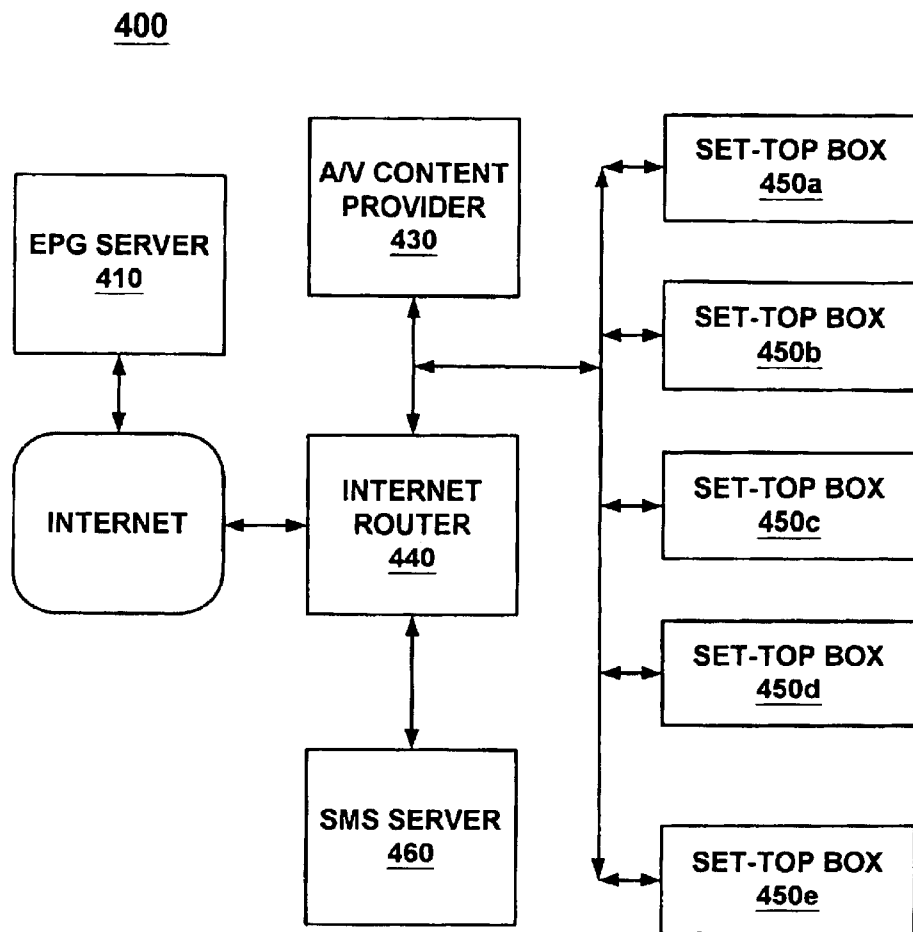 400
A/V CONTENT
PROVIDER
430
EPG SERVER
410
INTERNET
INTERNET
ROUTER
440
SMS SERVER
460
SET-TOP BOX
450a
SET-TOP BOX
450b
SET-TOP BOX
450c
SET-TOP BOX
450d
SET-TOP BOX
450e